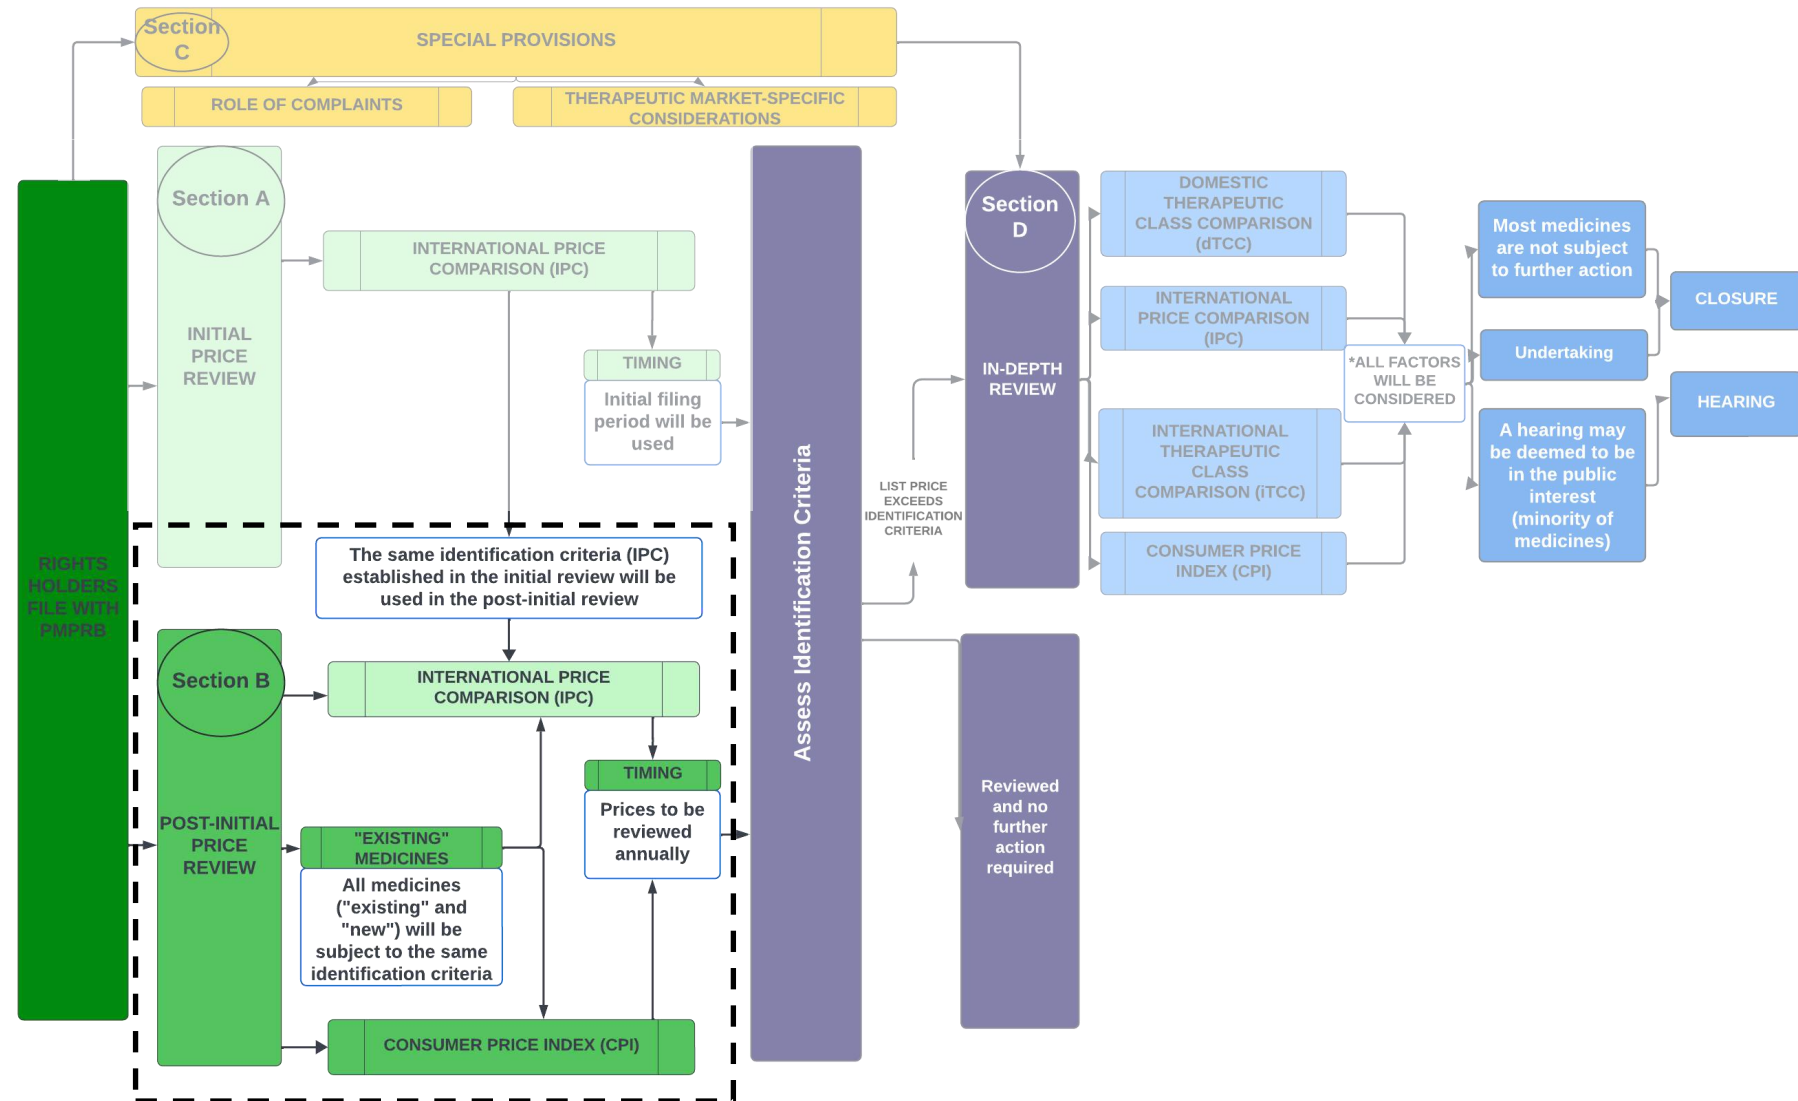 Section
C
SPECIAL PROVISIONS
ROLE OF COMPLAINTS
THERAPEUTIC MARKET-SPECIFIC
CONSIDERATIONS
RIGHTS
HOLDERS
FILE WITH
PMPRB
Section A
INITIAL
PRICE
REVIEW
INTERNATIONAL PRICE
COMPARISON (IPC)
TIMING
Initial filing
period will be
used
The same identification criteria (IPC)
established in the initial review will be
used in the post-initial review
Section B
POST-INITIAL
PRICE
REVIEW
INTERNATIONAL PRICE
COMPARISON (IPC)
TIMING
Prices to be
reviewed
annually
"EXISTING"
MEDICINES
All medicines
("existing" and
"new") will be
subject to the same
identification criteria
CONSUMER PRICE INDEX (CPI)
Assess Identification Criteria
LIST PRICE
EXCEEDS
IDENTIFICATION
CRITERIA
Section
D
IN-DEPTH
REVIEW
Reviewed
and no
further
action
required
DOMESTIC
THERAPEUTIC
CLASS COMPARISON
(dTCC)
INTERNATIONAL
PRICE COMPARISON
(IPC)
INTERNATIONAL
THERAPEUTIC
CLASS
COMPARISON (iTCC)
CONSUMER PRICE
INDEX (CPI)
*ALL FACTORS
WILL BE
CONSIDERED
Most medicines
are not subject
to further action
Undertaking
A hearing may
be deemed to be
in the public
interest
(minority of
medicines)
CLOSURE
HEARING